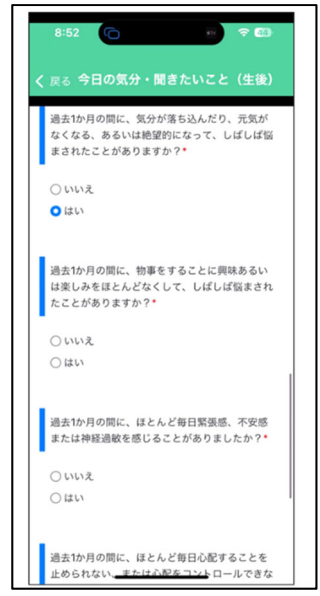 8:52
48
戻る 今日の気分・聞きたいこと（生後）
過去1か月の間に、気分が落ち込んだり、元気が
なくなる、あるいは絶望的になって、しばしば悩
まされたことがありますか？*
いいえ
はい
過去1か月の間に、物事をすることに興味あるい
は楽しみをほとんどなくして、しばしば悩まされ
たことがありますか？*
いいえ
はい
過去1か月の間に、ほとんど毎日緊張感、不安感
または神経過敏を感じることがありましたか？*
いいえ
はい
過去1か月の間に、ほとんど毎日心配することを
止められない、または心配をコントロールできな